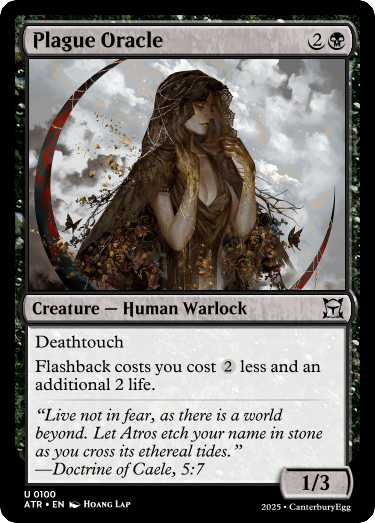 Plague Oracle 2
Creature — Human Warlock
Deathtouch
Flashback costs you cost 2 less and an
additional 2 life.
“Live not in fear, as there is a world
beyond. Let Atros etch your name in stone
as you cross its ethereal tides.”
—Doctrine of Caele, 5:7
1/3
U 0100
ATR • EN Hoang Lap
2025 • CanterburyEgg